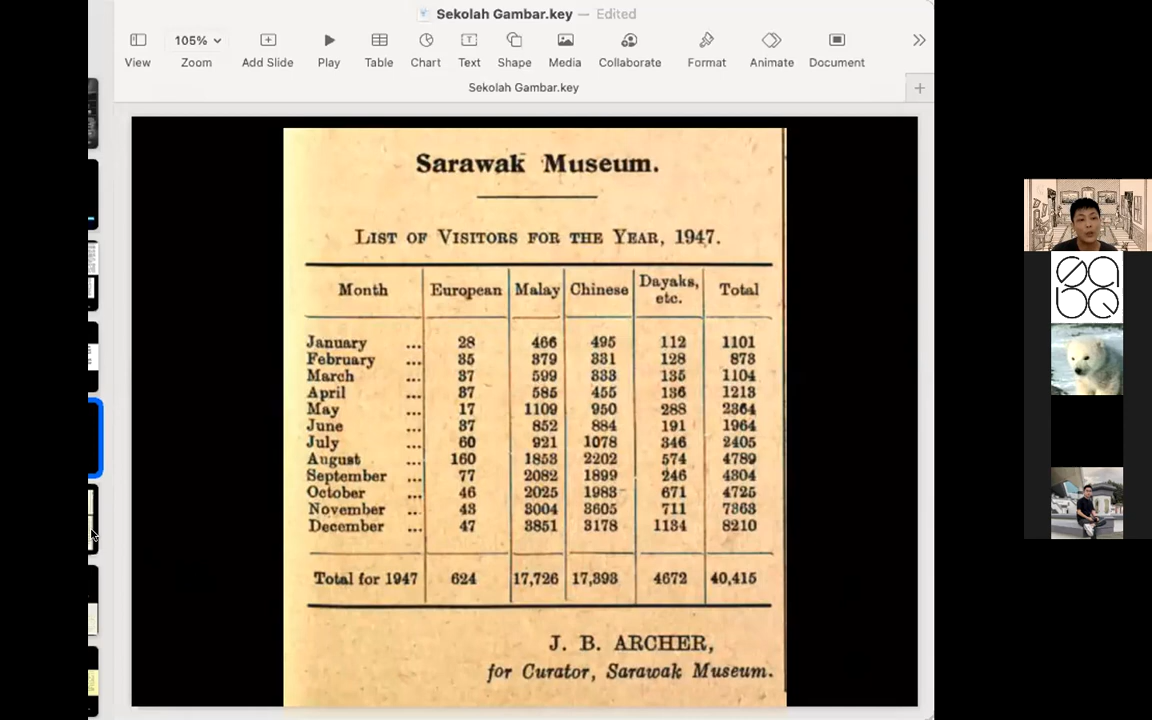 Sekolah Gambar.key — Edited
View
105%
Zoom
Add Slide
Play
Table
Chart
Text
Shape
Media
Collaborate
Format
Animate
Document
Sekolah Gambar.key
Sarawak Museum.
LIST OF VISITORS FOR THE YEAR, 1947.
Month European Malay Chinese Dayaks, etc. Total
January ... 28 466 495 112 1101
February ... 35 379 331 128 873
March ... 37 599 333 135 1104
April ... 37 585 455 136 1213
May ... 17 1109 950 288 2364
June ... 37 852 884 191 1964
July ... 60 921 1078 346 2405
August ... 160 1853 2202 574 4789
September ... 77 2082 1899 246 4304
October ... 46 2025 1983 671 4725
November ... 43 3004 3605 711 7363
December ... 47 3851 3178 1134 8210
Total for 1947 624 17,726 17,393 4672 40,415
J. B. ARCHER,
for Curator, Sarawak Museum.